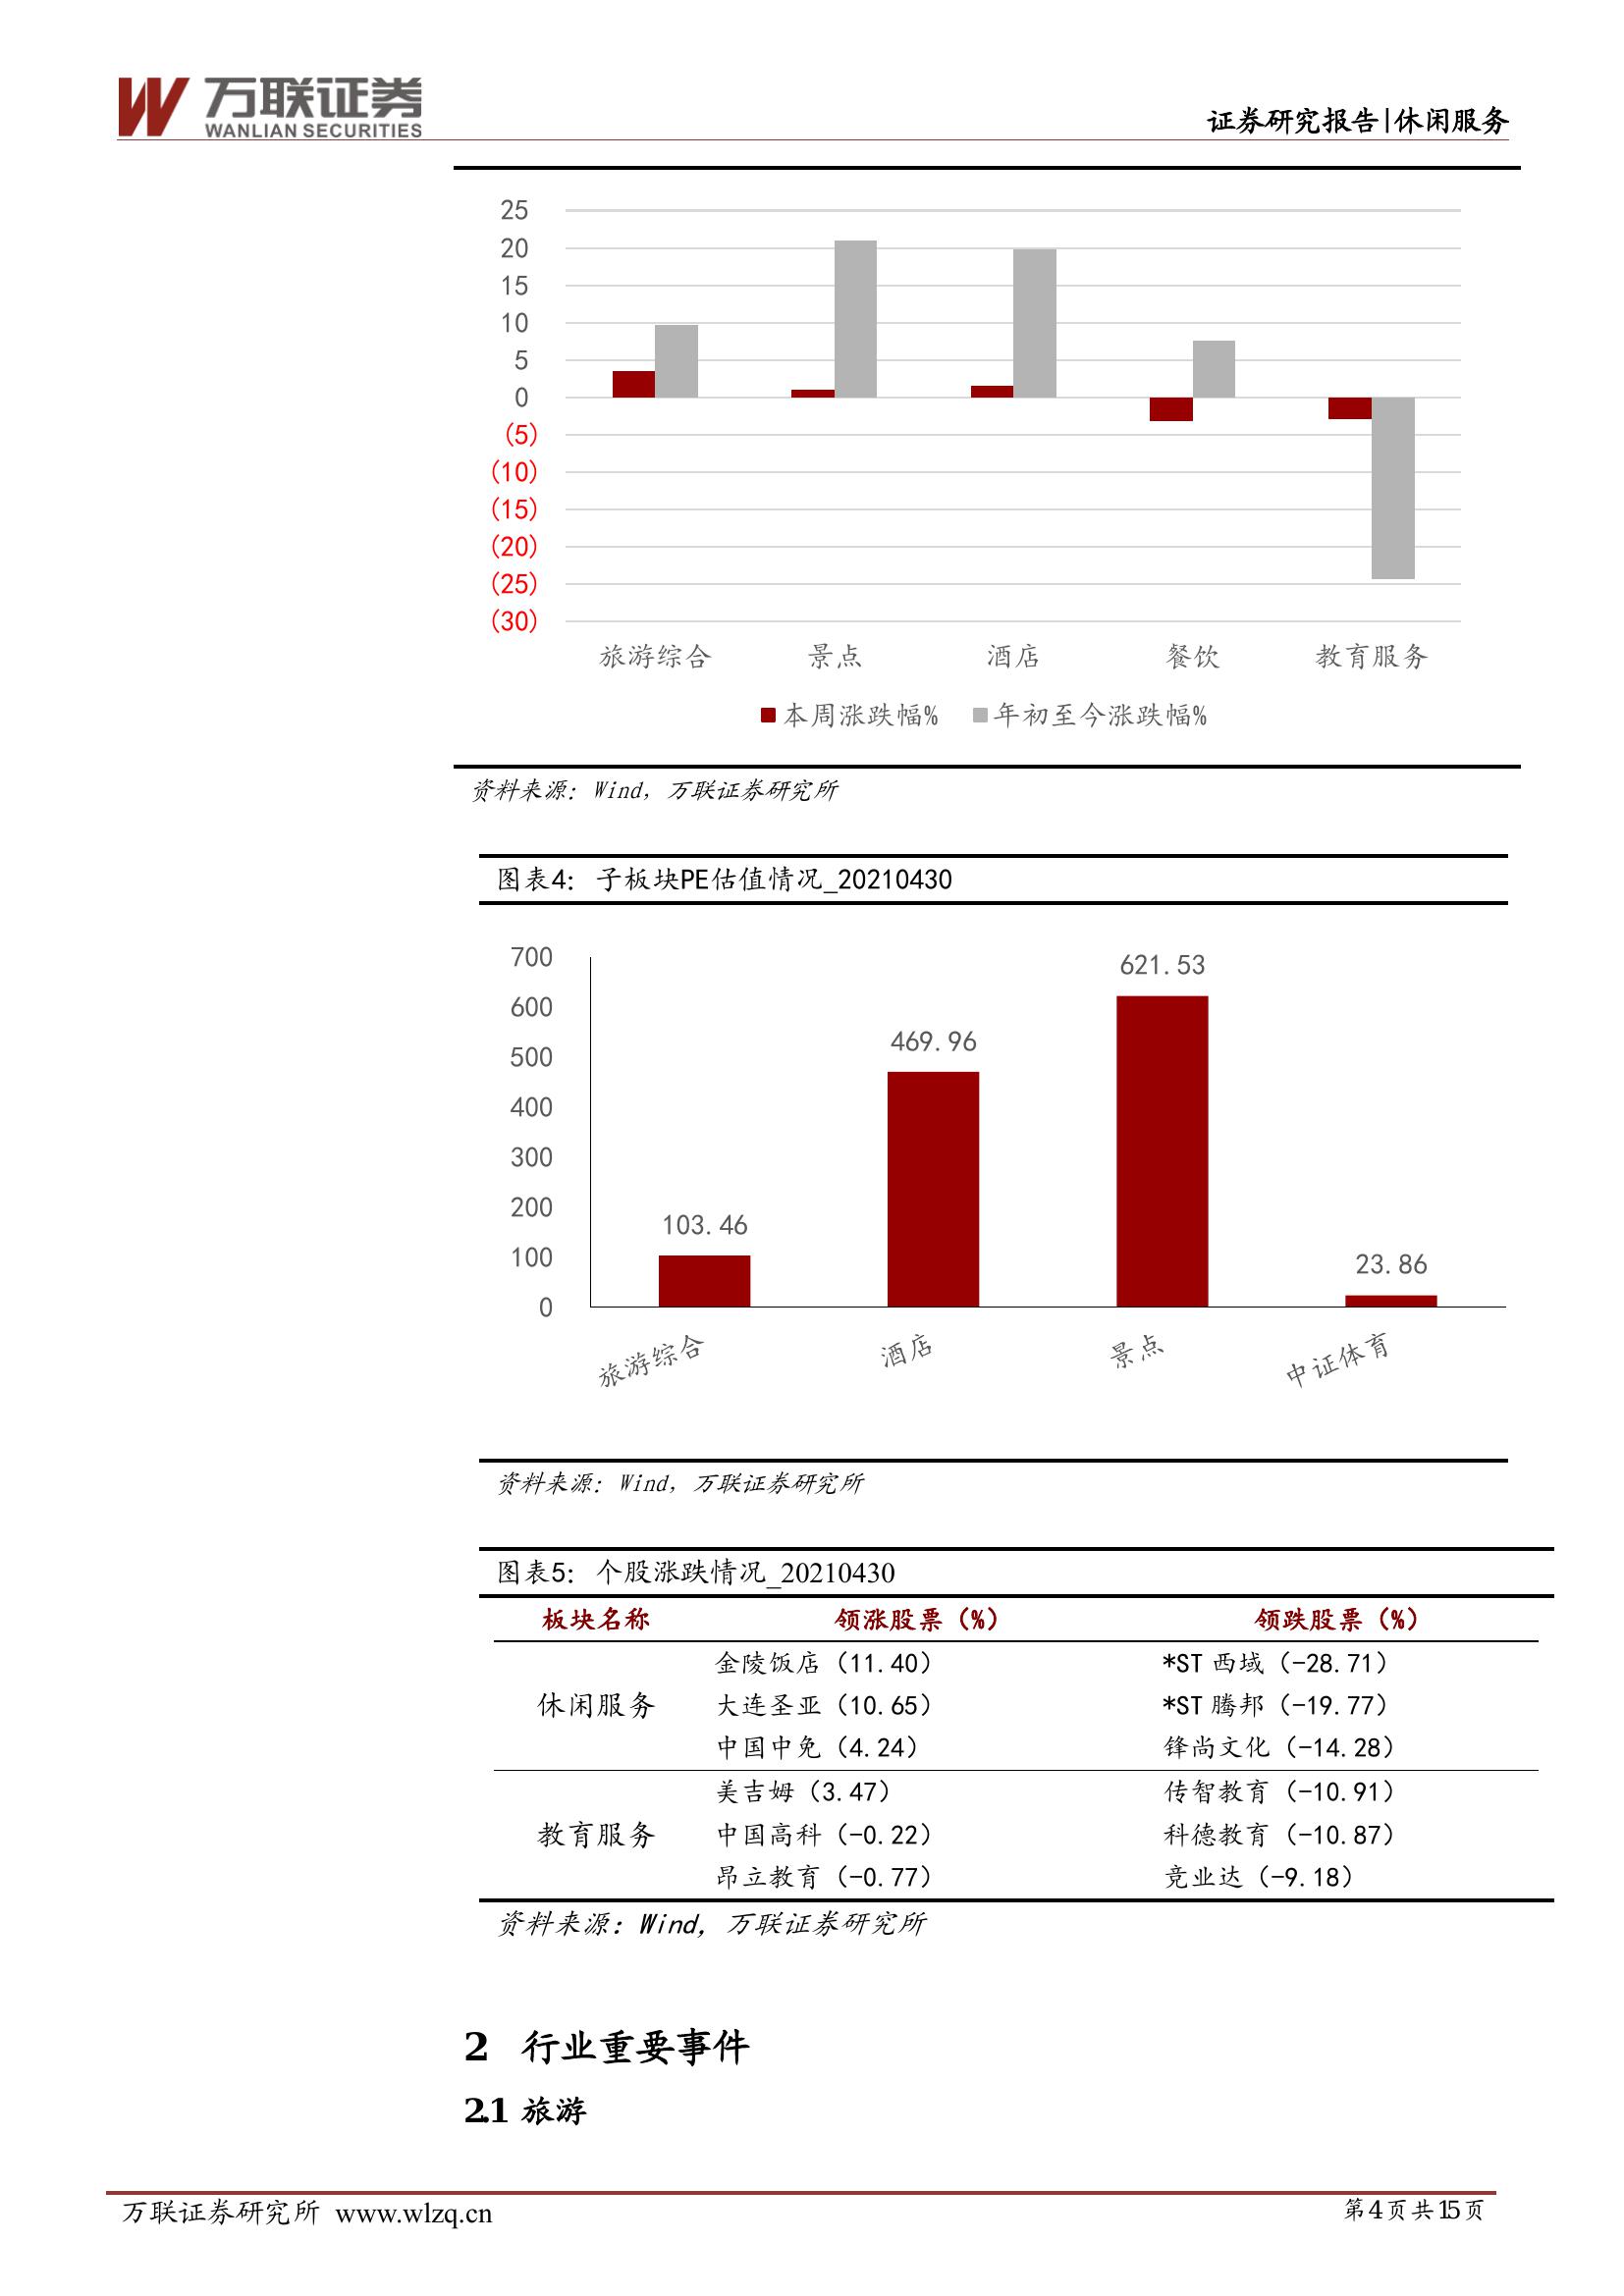 万联证券
WANLIAN SECURITIES
证券研究报告|休闲服务
25
20
15
10
5
0
(5)
(10)
(15)
(20)
(25)
(30)
旅游综合 景点 酒店 餐饮 教育服务
本周涨跌幅% 年初至今涨跌幅%
资料来源：Wind，万联证券研究所
图表4：子板块PE估值情况_20210430
700
600
500
400
300
200
100
0
103.46
469.96
621.53
23.86
旅游综合 酒店 景点 中证体育
资料来源：Wind，万联证券研究所
图表5：个股涨跌情况_20210430
板块名称 领涨股票（%） 领跌股票（%）
休闲服务
金陵饭店（11.40） *ST 西域（-28.71）
大连圣亚（10.65） *ST 腾邦（-19.77）
中国中免（4.24） 锋尚文化（-14.28）
教育服务
美吉姆（3.47） 传智教育（-10.91）
中国高科（-0.22） 科德教育（-10.87）
昂立教育（-0.77） 竞业达（-9.18）
资料来源：Wind，万联证券研究所
2 行业重要事件
2.1 旅游
万联证券研究所 www.wlzq.cn 第4页共15页